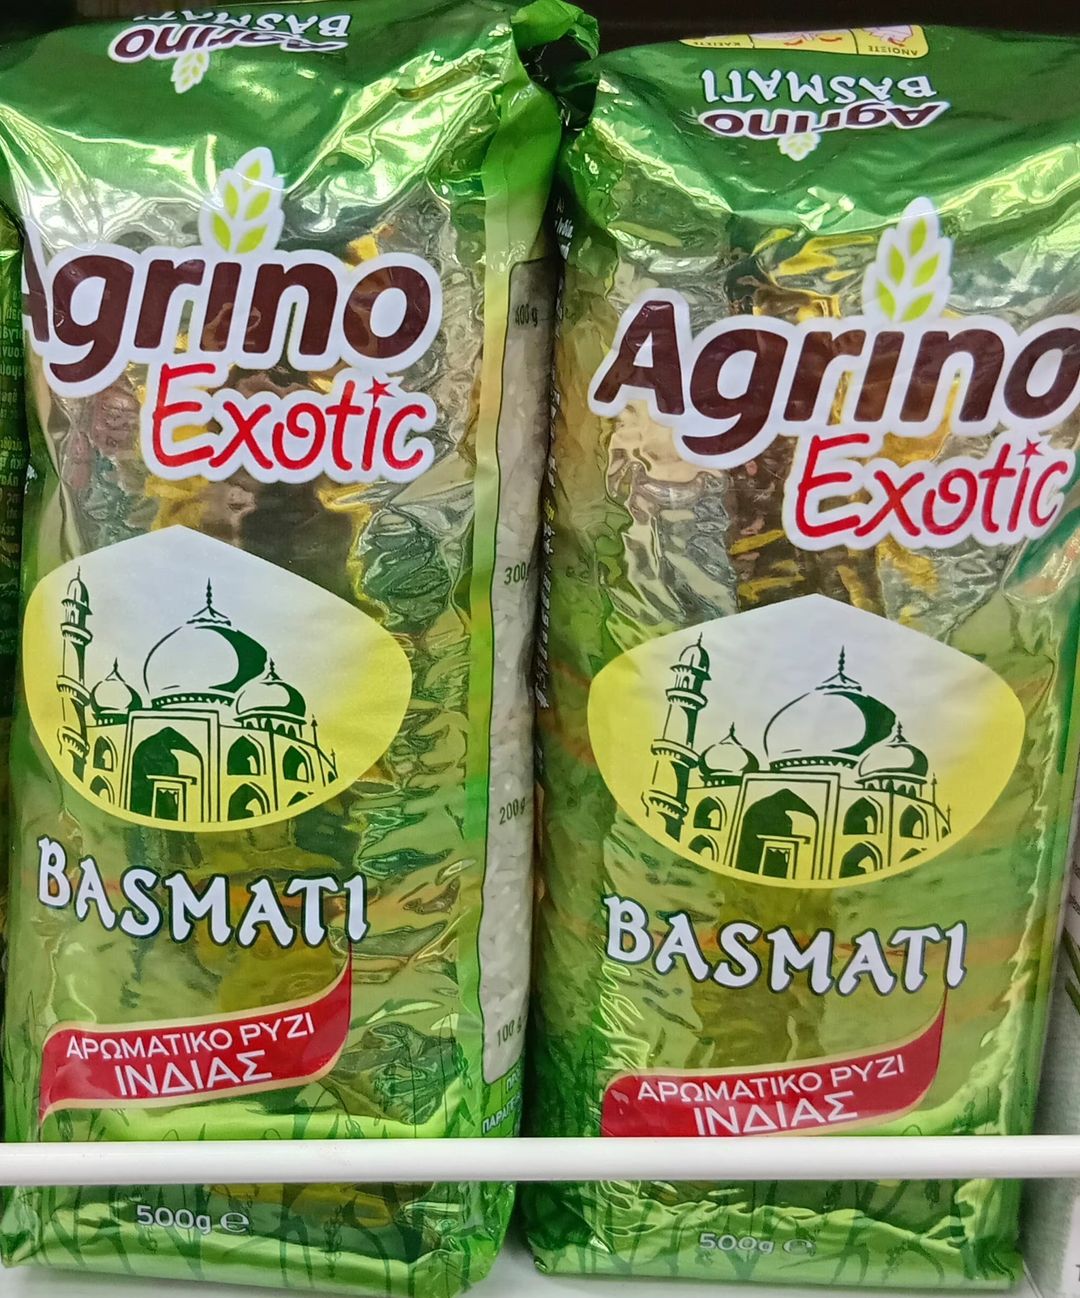 Agrino
BASMATI
Agrino
Exotic
400g
300g
200g
100g
BASMATI
ΑΡΩΜΑΤΙΚΟ ΡΥΖΙ
ΙΝΔΙΑΣ
500g ℮
ΑΝΟΙΞΤΕ
Agrino
BASMATI
Agrino
Exotic
BASMATI
ΑΡΩΜΑΤΙΚΟ ΡΥΖΙ
ΙΝΔΙΑΣ
500g ℮